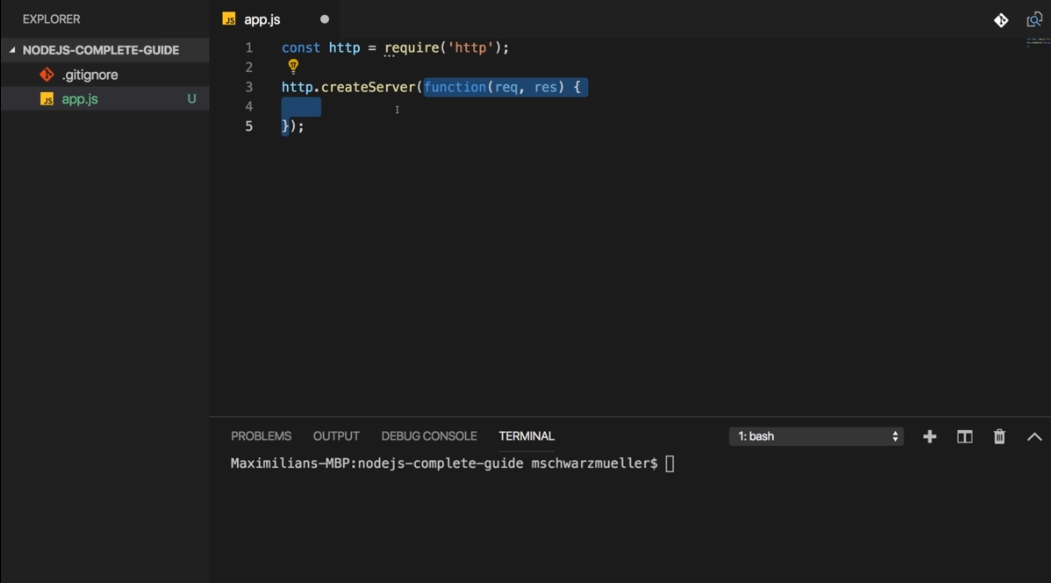 EXPLORER
NODEJS-COMPLETE-GUIDE
.gitignore
JS app.js U
JS app.js
1 const http = require('http');
2
3 http.createServer(function(req, res) {
4
5 });
PROBLEMS OUTPUT DEBUG CONSOLE TERMINAL 1: bash
Maximilians-MBP:nodejs-complete-guide mschwarzmueller$